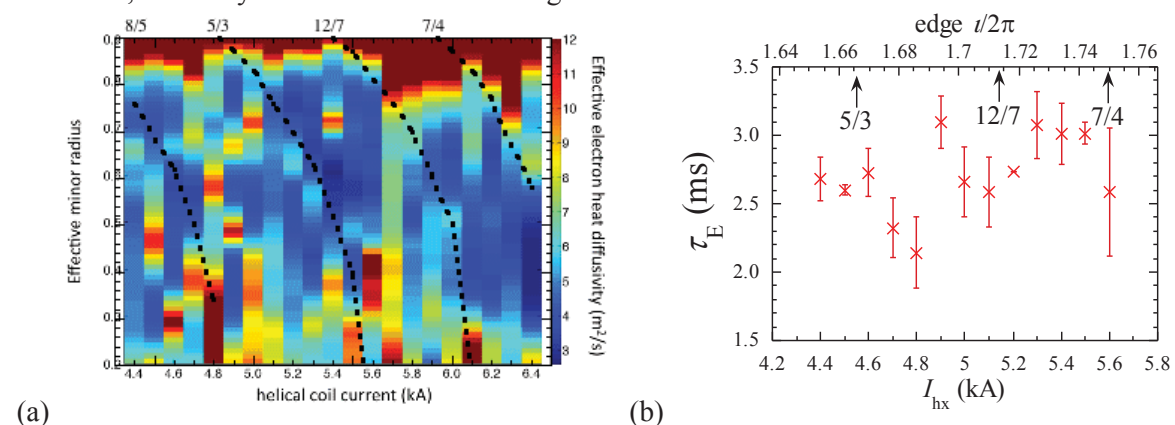 8/5 5/3 12/7 7/4
0.9
0.8
0.7
0.6
0.5
0.4
0.3
0.2
Effective minor radius
4.4 4.6 4.8 5.0 5.2 5.4 5.6 5.8 6.0 6.2 6.4
helical coil current (kA)
12
11
10
9
8
7
6
5
4
3
Effective electron heat diffusivity (m²/s)
(a)
edge ι/2π
1.64 1.66 1.68 1.7 1.72 1.74 1.76
3.5
3.0
2.5
2.0
1.5
τE (ms)
5/3 12/7 7/4
4.2 4.4 4.6 4.8 5 5.2 5.4 5.6 5.8
Ihx (kA)
(b)